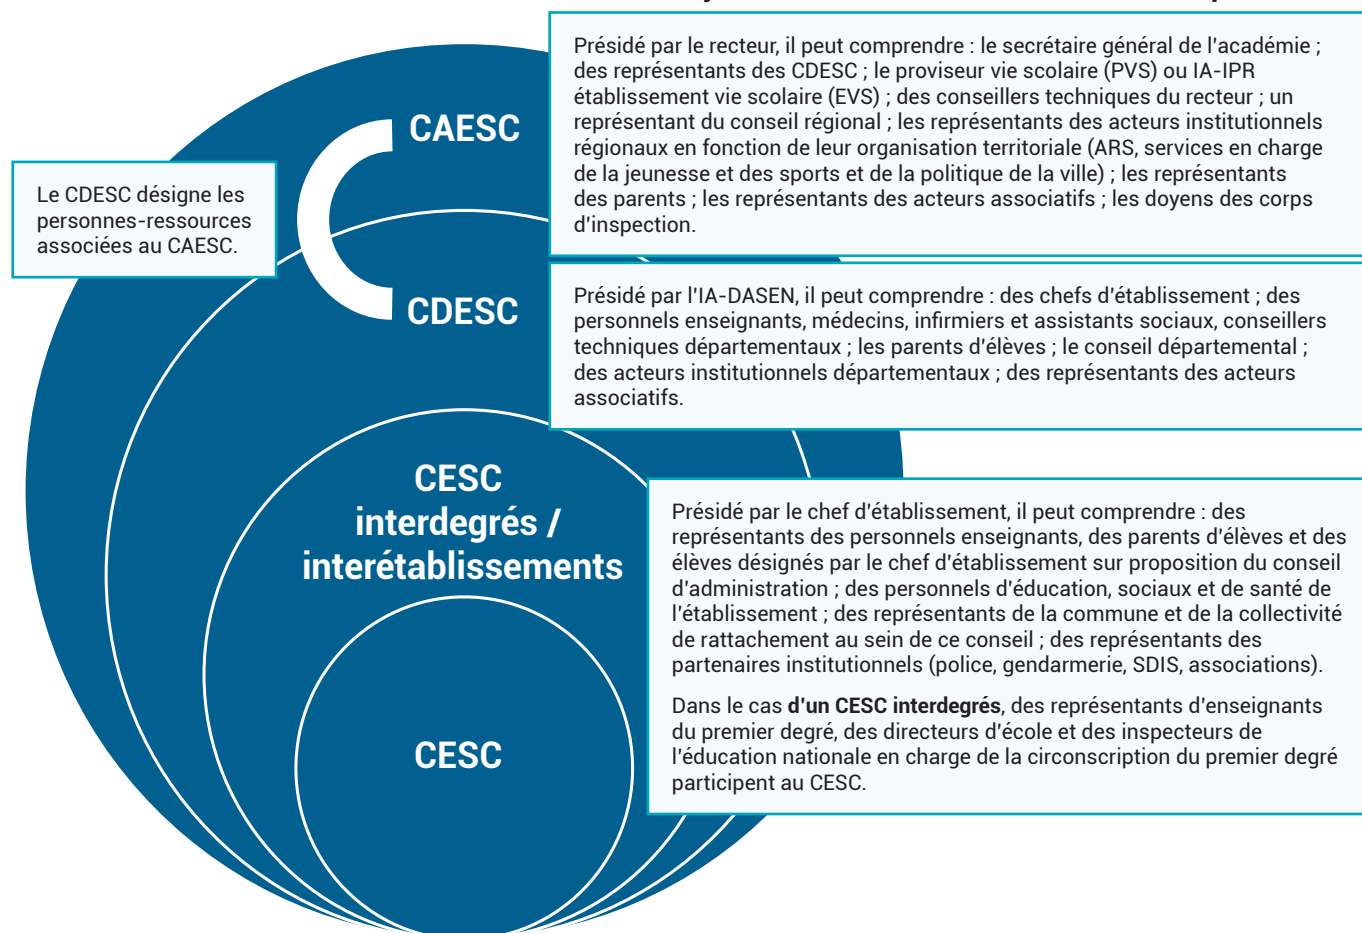 Présidé par le recteur, il peut comprendre : le secrétaire général de l'académie ;
des représentants des CDESC ; le proviseur vie scolaire (PVS) ou IA-IPR
établissement vie scolaire (EVS) ; des conseillers techniques du recteur ; un
représentant du conseil régional ; les représentants des acteurs institutionnels
régionaux en fonction de leur organisation territoriale (ARS, services en charge
de la jeunesse et des sports et de la politique de la ville) ; les représentants
des parents ; les représentants des acteurs associatifs ; les doyens des corps
d'inspection.
CAESC
Le CDESC désigne les
personnes-ressources
associées au CAESC.
CDESC
Présidé par l'IA-DASEN, il peut comprendre : des chefs d'établissement ; des
personnels enseignants, médecins, infirmiers et assistants sociaux, conseillers
techniques départementaux ; les parents d'élèves ; le conseil départemental ;
des acteurs institutionnels départementaux ; des représentants des acteurs
associatifs.
CESC
interdegrés /
interétablissements
Présidé par le chef d'établissement, il peut comprendre : des
représentants des personnels enseignants, des parents d'élèves et des
élèves désignés par le chef d'établissement sur proposition du conseil
d'administration ; des personnels d'éducation, sociaux et de santé de
l'établissement ; des représentants de la commune et de la collectivité
de rattachement au sein de ce conseil ; des représentants des
partenaires institutionnels (police, gendarmerie, SDIS, associations).
Dans le cas d'un CESC interdegrés, des représentants d'enseignants
du premier degré, des directeurs d'école et des inspecteurs de
l'éducation nationale en charge de la circonscription du premier degré
participent au CESC.
CESC